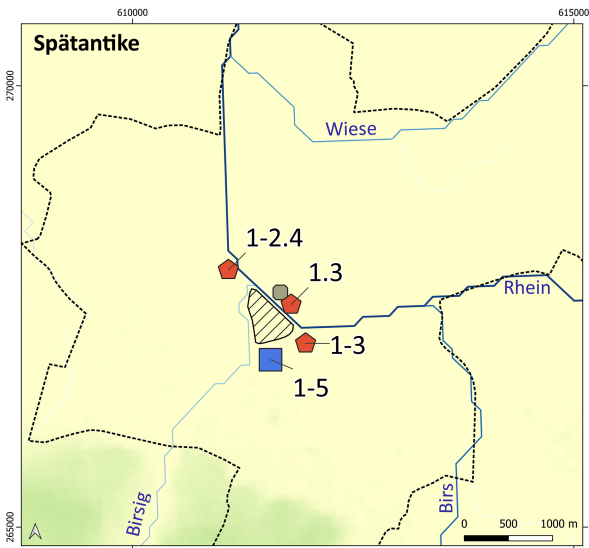 610000
615000
Spätantike
270000
Wiese
1-2.4
1.3
Rhein
1-3
1-5
Birsig
Birs
265000
0 500 1000 m